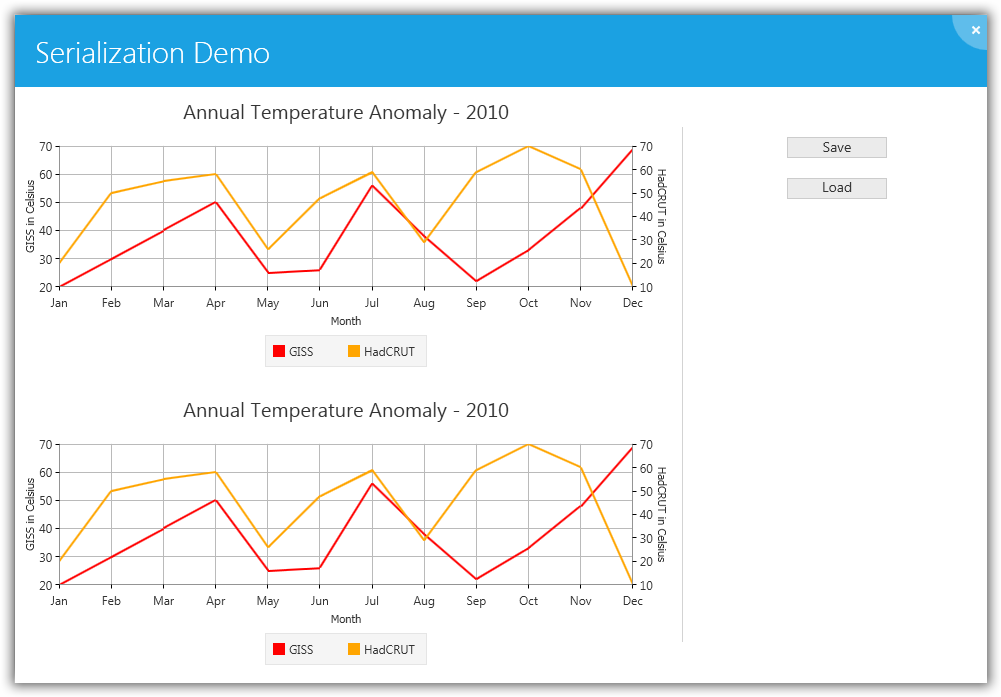 Serialization Demo
×
Annual Temperature Anomaly - 2010
Save
Load
GISS in Celsius
70
60
50
40
30
20
70
60
50
40
30
20
10
HadCRUT in Celsius
Jan Feb Mar Apr May Jun Jul Aug Sep Oct Nov Dec
Month
GISS HadCRUT
Annual Temperature Anomaly - 2010
GISS in Celsius
70
60
50
40
30
20
70
60
50
40
30
20
10
HadCRUT in Celsius
Jan Feb Mar Apr May Jun Jul Aug Sep Oct Nov Dec
Month
GISS HadCRUT